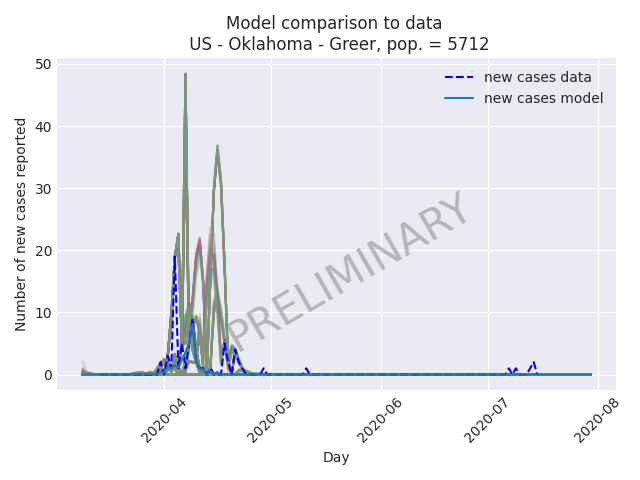 Model comparison to data
US - Oklahoma - Greer, pop. = 5712
Number of new cases reported
50
40
30
20
10
0
new cases data
new cases model
PRELIMINARY
2020-04
2020-05
2020-06
2020-07
2020-08
Day